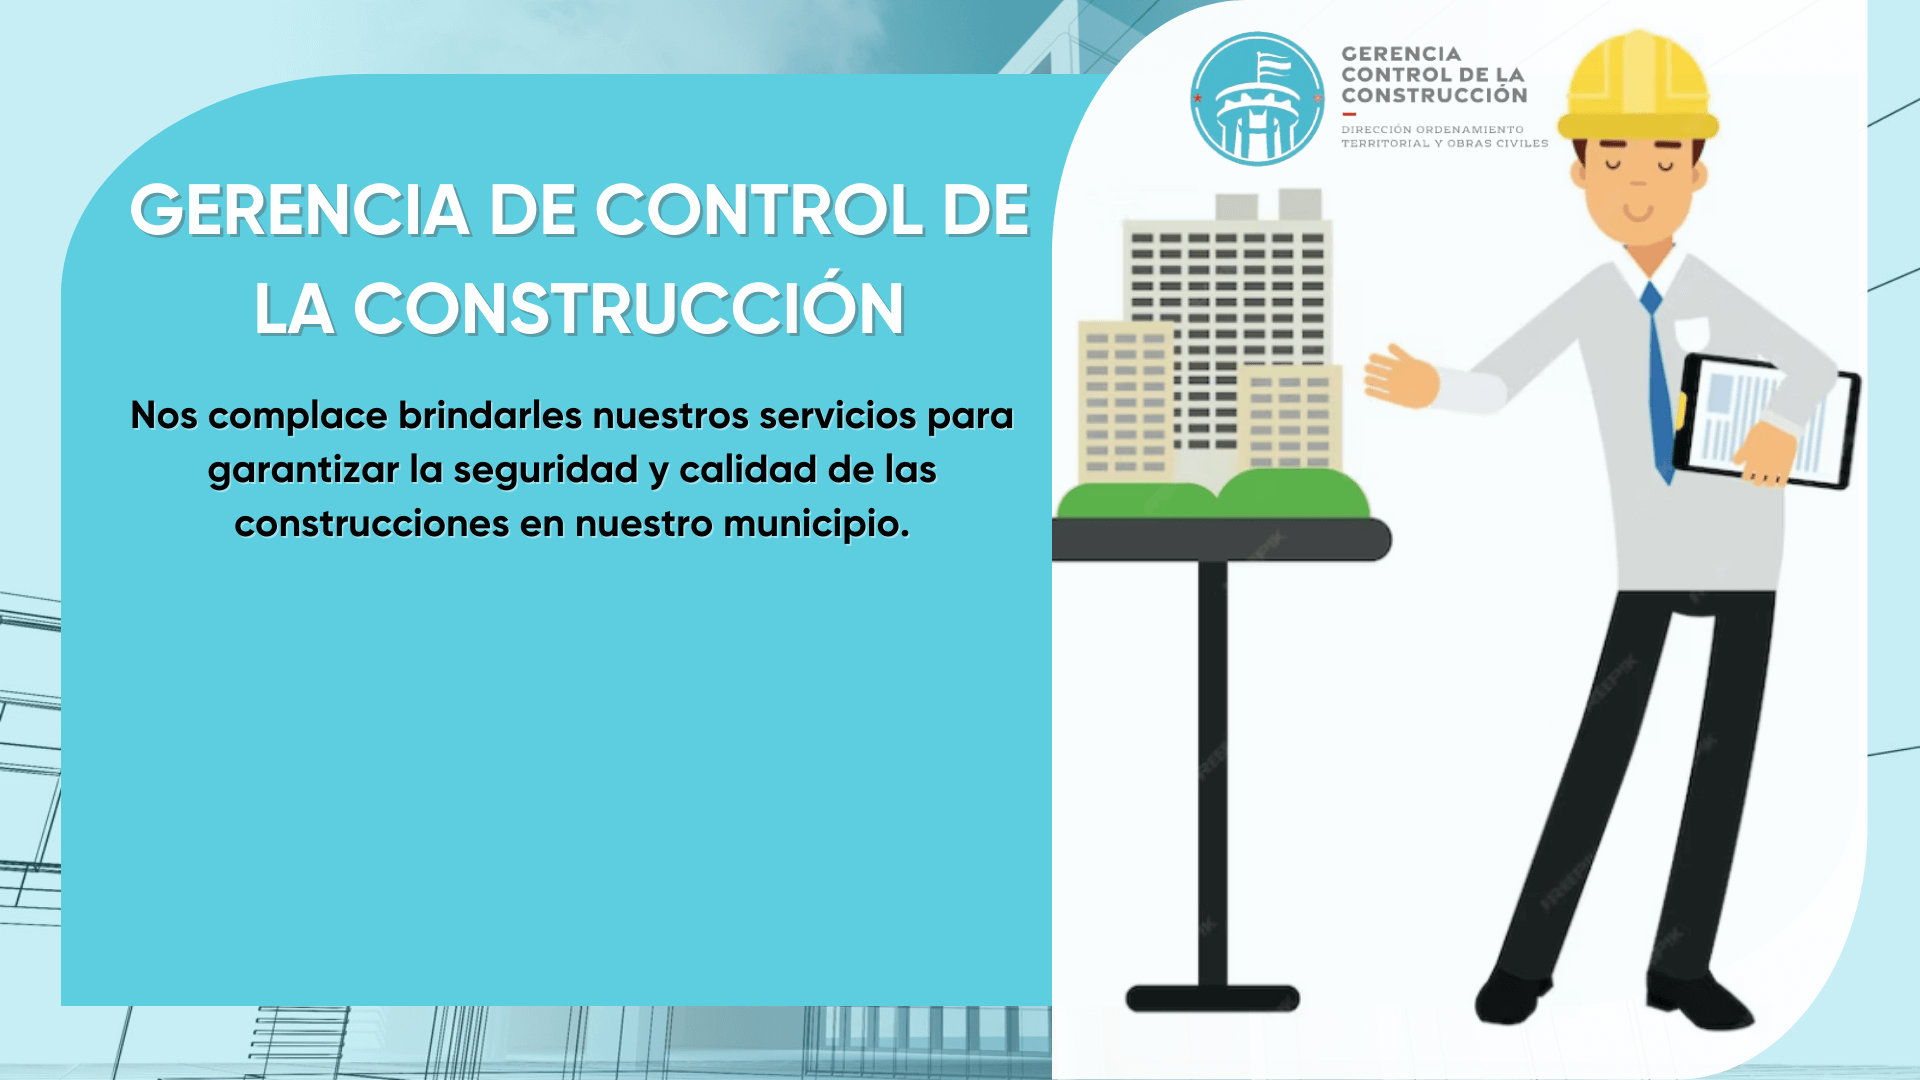 GERENCIA
CONTROL DE LA
CONSTRUCCIÓN
DIRECCIÓN ORDENAMIENTO
TERRITORIAL Y OBRAS CIVILES
GERENCIA DE CONTROL DE
LA CONSTRUCCIÓN
Nos complace brindarles nuestros servicios para
garantizar la seguridad y calidad de las
construcciones en nuestro municipio.